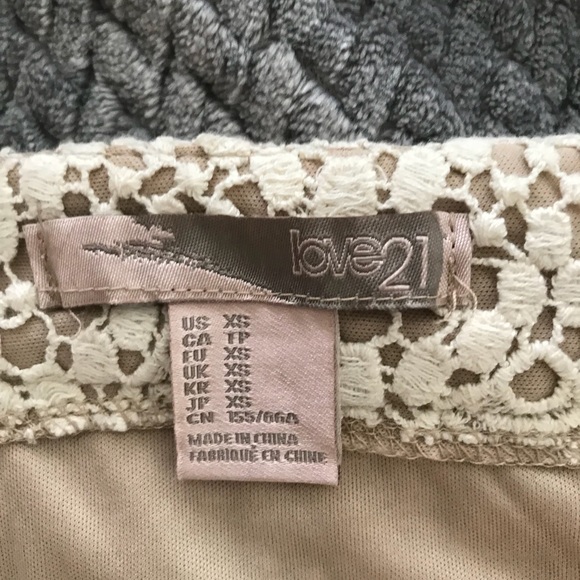 love21
US XS
CA TP
EU XS
UK XS
KR XS
JP XS
CN 155/66A
MADE IN CHINA
FABRIQUÉ EN CHINE